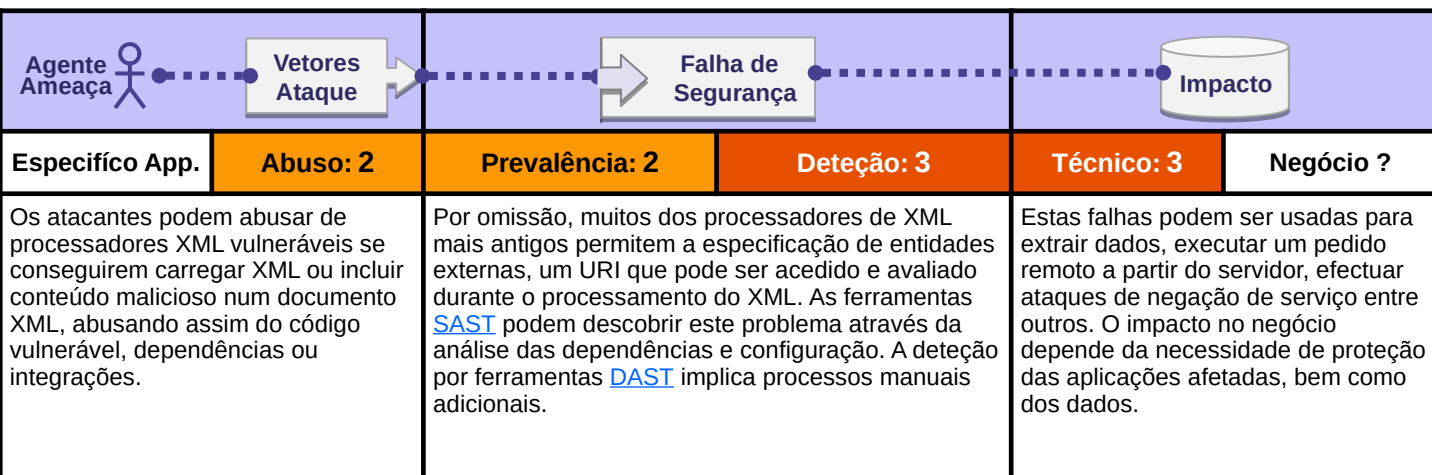 Agente
Ameaça
Vetores
Ataque
Falha de
Segurança
Impacto
Especifíco App.
Abuso: 2
Prevalência: 2
Deteção: 3
Técnico: 3
Negócio ?
Os atacantes podem abusar de
processadores XML vulneráveis se
conseguirem carregar XML ou incluir
conteúdo malicioso num documento
XML, abusando assim do código
vulnerável, dependências ou
integrações.
Por omissão, muitos dos processadores de XML
mais antigos permitem a especificação de entidades
externas, um URI que pode ser acedido e avaliado
durante o processamento do XML. As ferramentas
SAST podem descobrir este problema através da
análise das dependências e configuração. A deteção
por ferramentas DAST implica processos manuais
adicionais.
Estas falhas podem ser usadas para
extrair dados, executar um pedido
remoto a partir do servidor, efectuar
ataques de negação de serviço entre
outros. O impacto no negócio
depende da necessidade de proteção
das aplicações afetadas, bem como
dos dados.